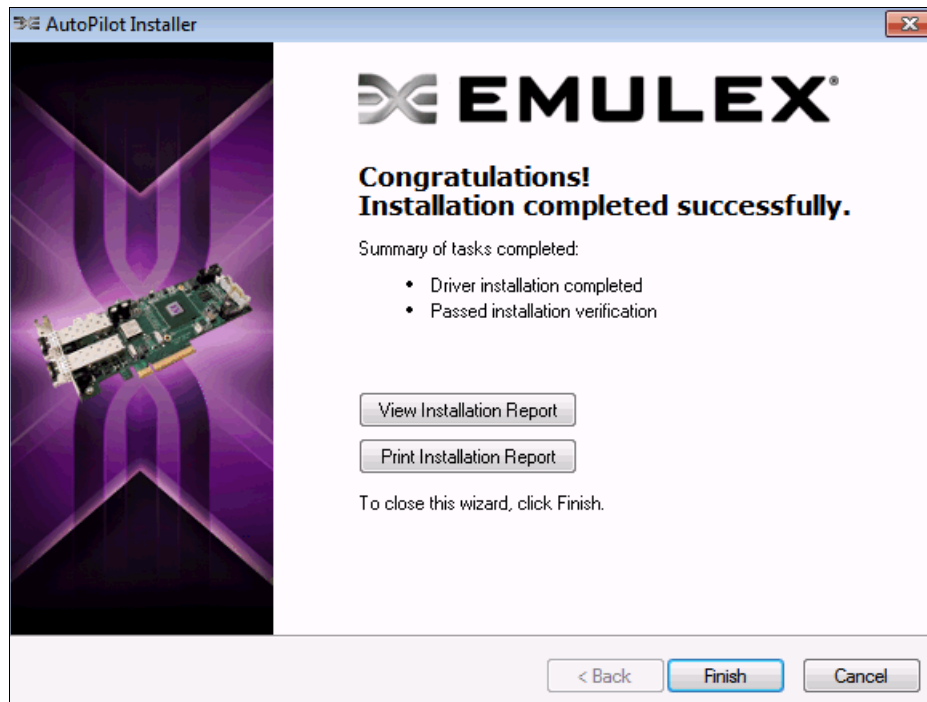 AutoPilot Installer
EMULEX®
Congratulations!
Installation completed successfully.
Summary of tasks completed:
• Driver installation completed
• Passed installation verification
View Installation Report
Print Installation Report
To close this wizard, click Finish.
< Back Finish Cancel